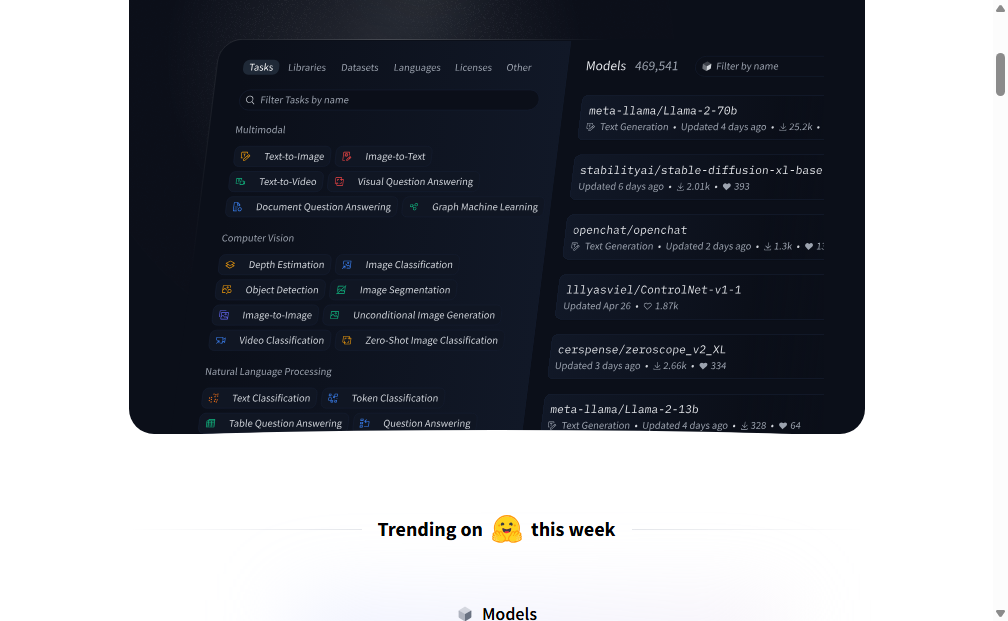 Tasks Libraries Datasets Languages Licenses Other
Filter Tasks by name
Multimodal
Text-to-Image Image-to-Text
Text-to-Video Visual Question Answering
Document Question Answering Graph Machine Learning
Computer Vision
Depth Estimation Image Classification
Object Detection Image Segmentation
Image-to-Image Unconditional Image Generation
Video Classification Zero-Shot Image Classification
Natural Language Processing
Text Classification Token Classification
Table Question Answering Question Answering
Models 469,541 Filter by name
meta-llama/Llama-2-70b
Text Generation • Updated 4 days ago • 25.2k •
stabilityai/stable-diffusion-xl-base
Updated 6 days ago • 2.01k • 393
openchat/openchat
Text Generation • Updated 2 days ago • 1.3k •
lllyasviel/ControlNet-v1-1
Updated Apr 26 • 1.87k
cerspense/zeroscope_v2_XL
Updated 3 days ago • 2.66k • 334
meta-llama/Llama-2-13b
Text Generation • Updated 4 days ago • 328 • 64
Trending on 🤗 this week
Models